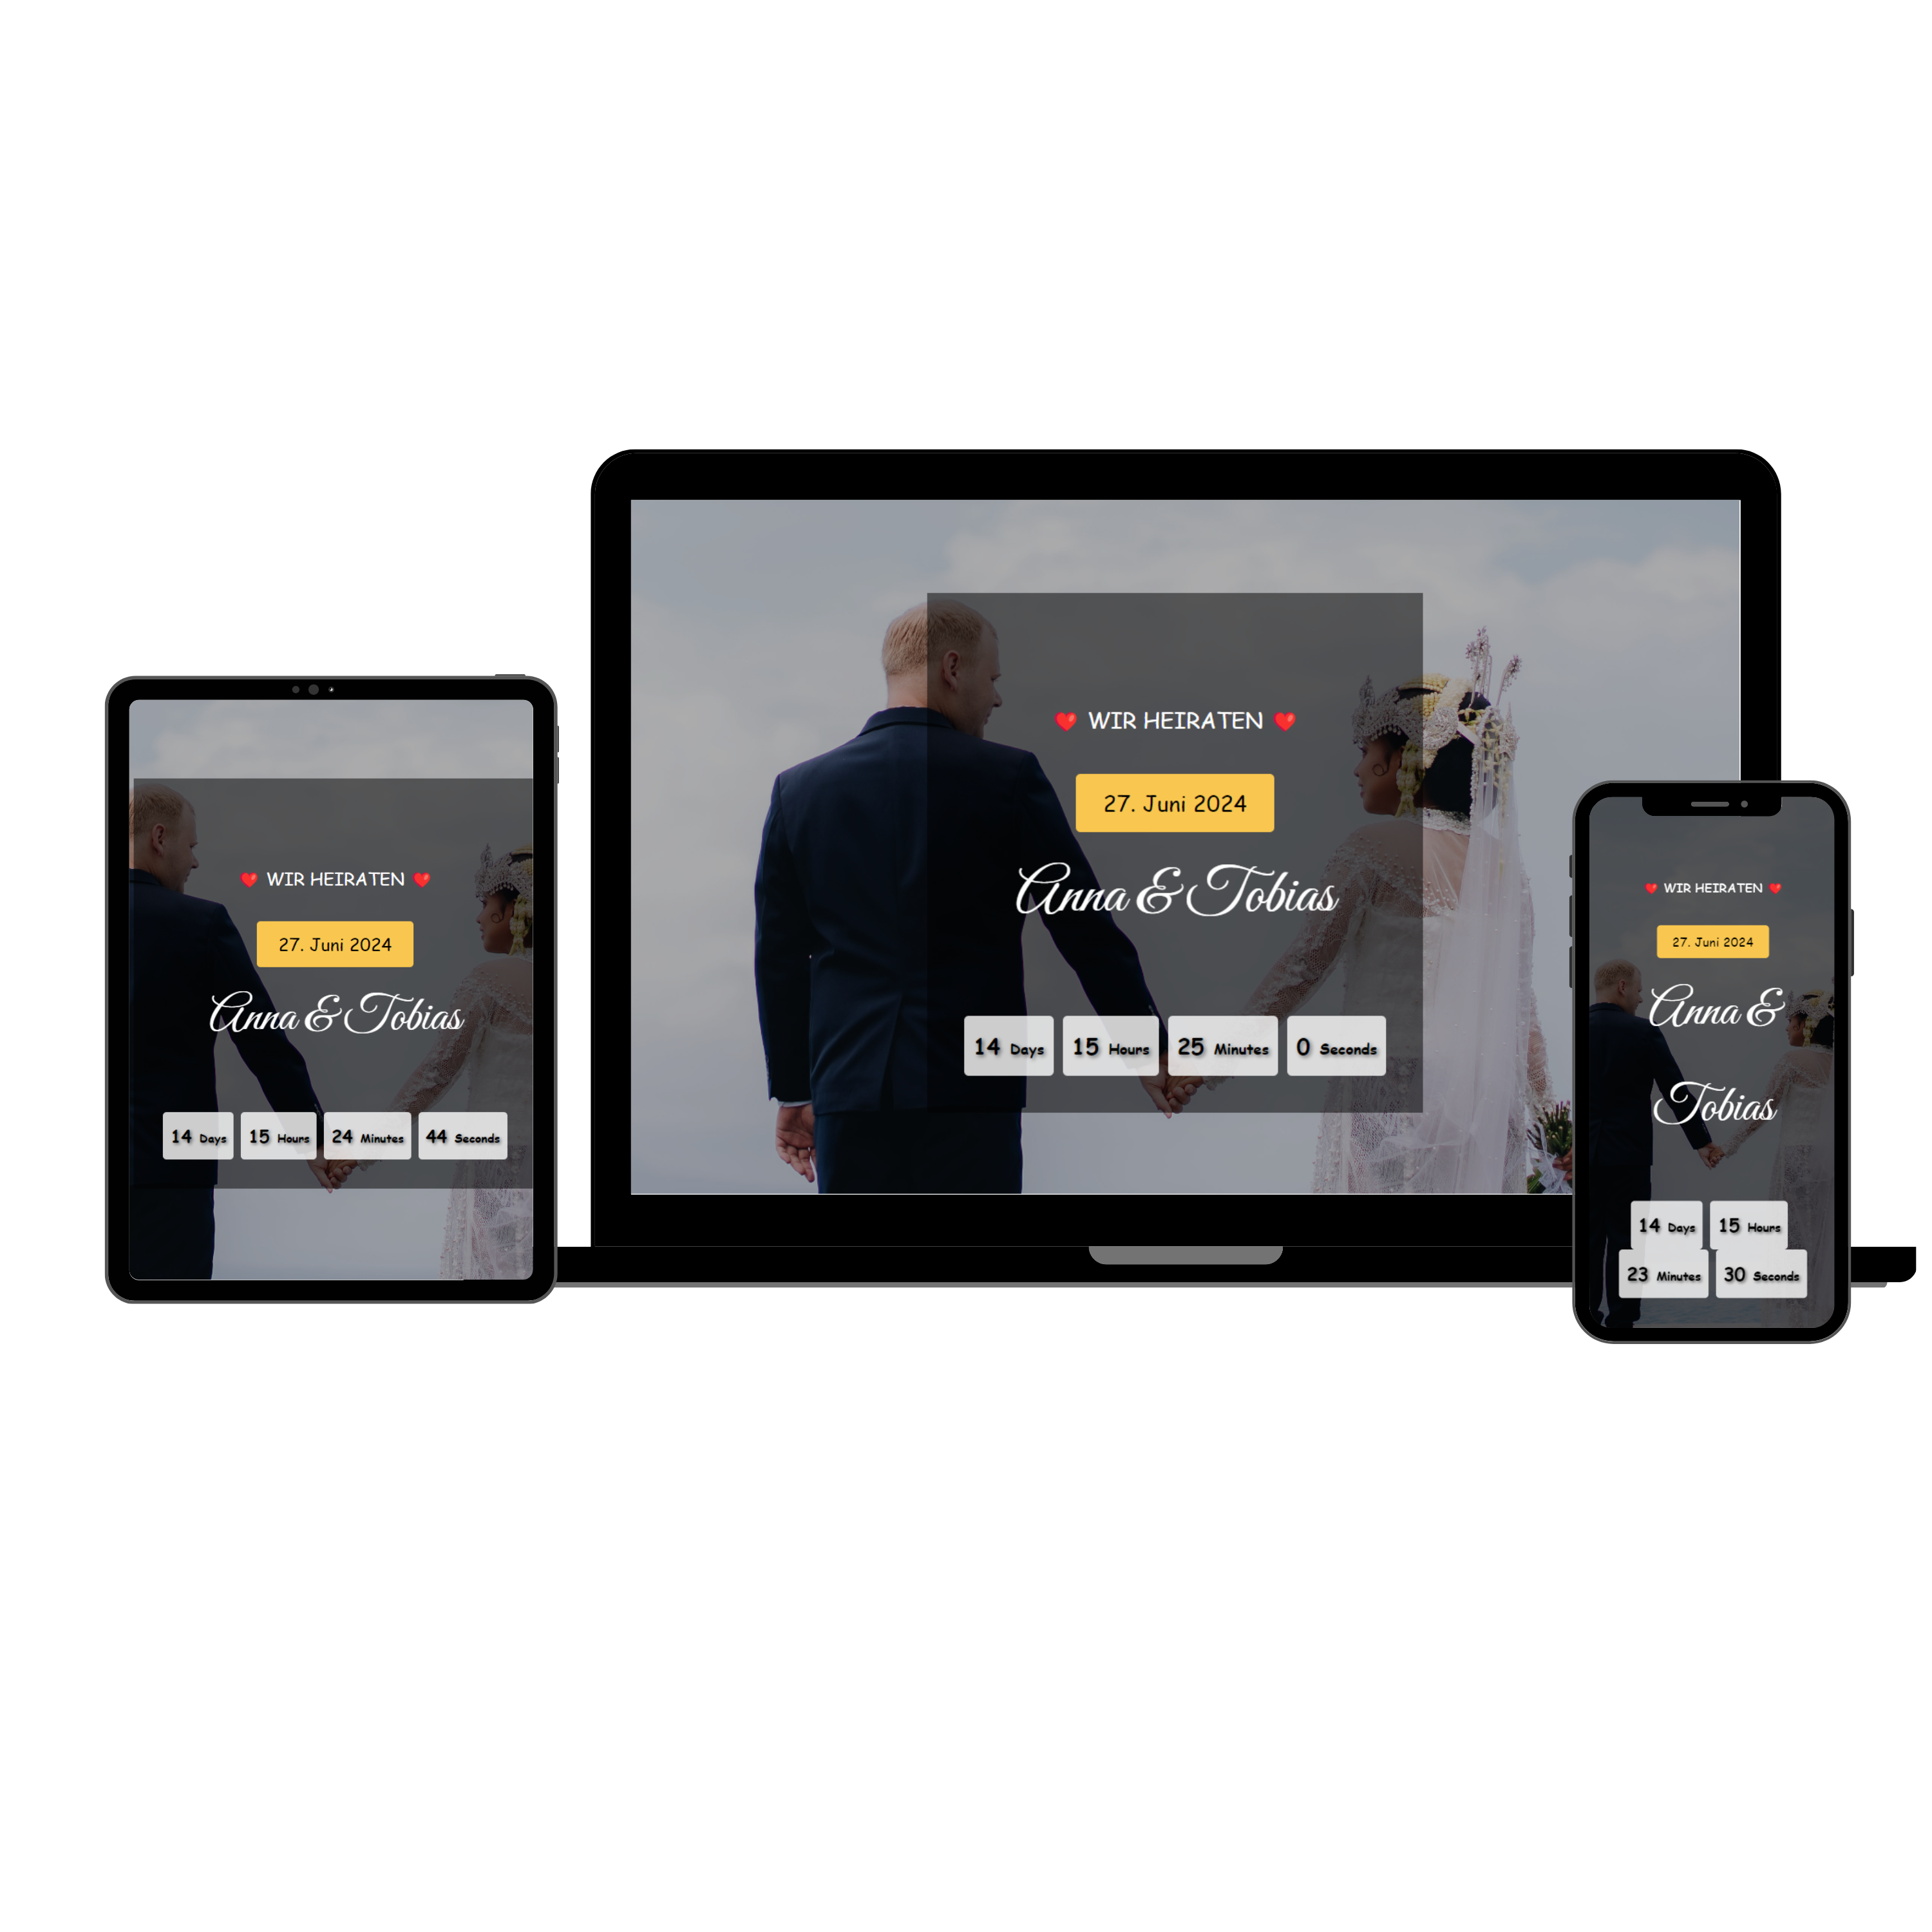 ❤️ WIR HEIRATEN ❤️
27. Juni 2024
Anna & Tobias
14 Days 15 Hours 24 Minutes 44 Seconds
❤️ WIR HEIRATEN ❤️
27. Juni 2024
Anna & Tobias
14 Days 15 Hours 25 Minutes 0 Seconds
❤️ WIR HEIRATEN ❤️
27. Juni 2024
Anna &
Tobias
14 Days 15 Hours
23 Minutes 30 Seconds